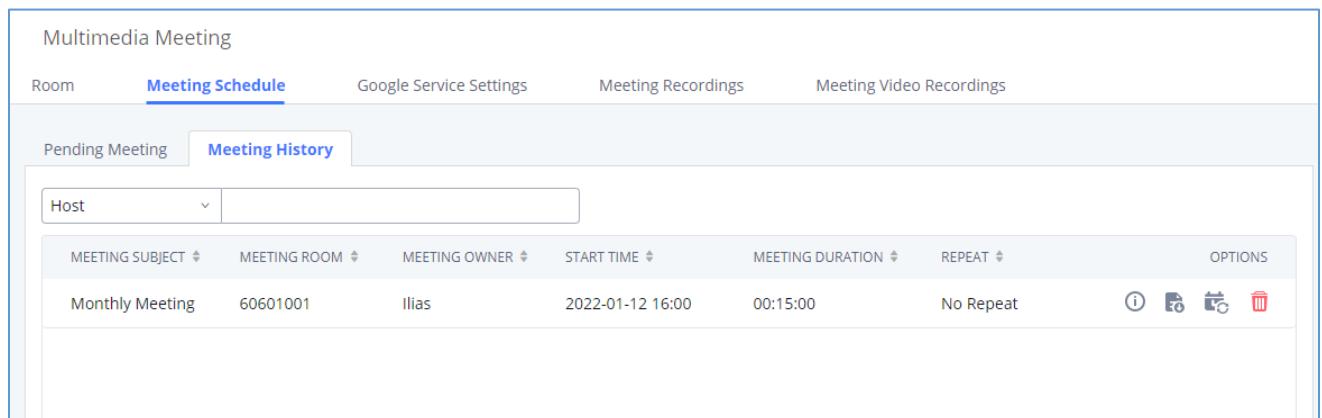 Multimedia Meeting
Room Meeting Schedule Google Service Settings Meeting Recordings Meeting Video Recordings
Pending Meeting Meeting History
Host
MEETING SUBJECT MEETING ROOM MEETING OWNER START TIME MEETING DURATION REPEAT OPTIONS
Monthly Meeting 60601001 Ilias 2022-01-12 16:00 00:15:00 No Repeat